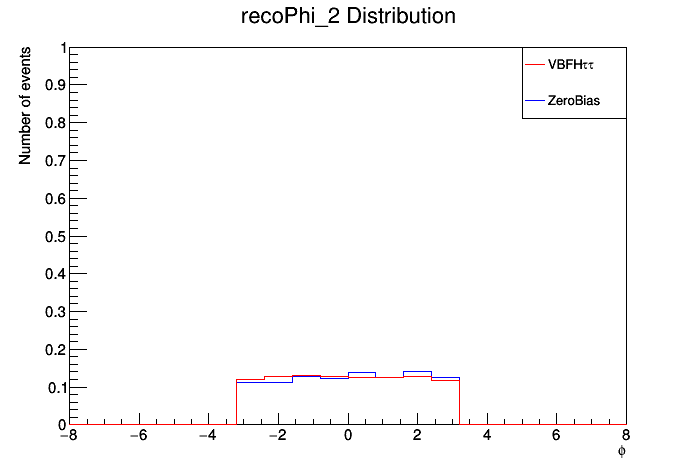 recoPhi_2 Distribution
Number of events
1
0.9
0.8
0.7
0.6
0.5
0.4
0.3
0.2
0.1
0
VBFHττ
ZeroBias
−8 −6 −4 −2 0 2 4 6 8
ϕ